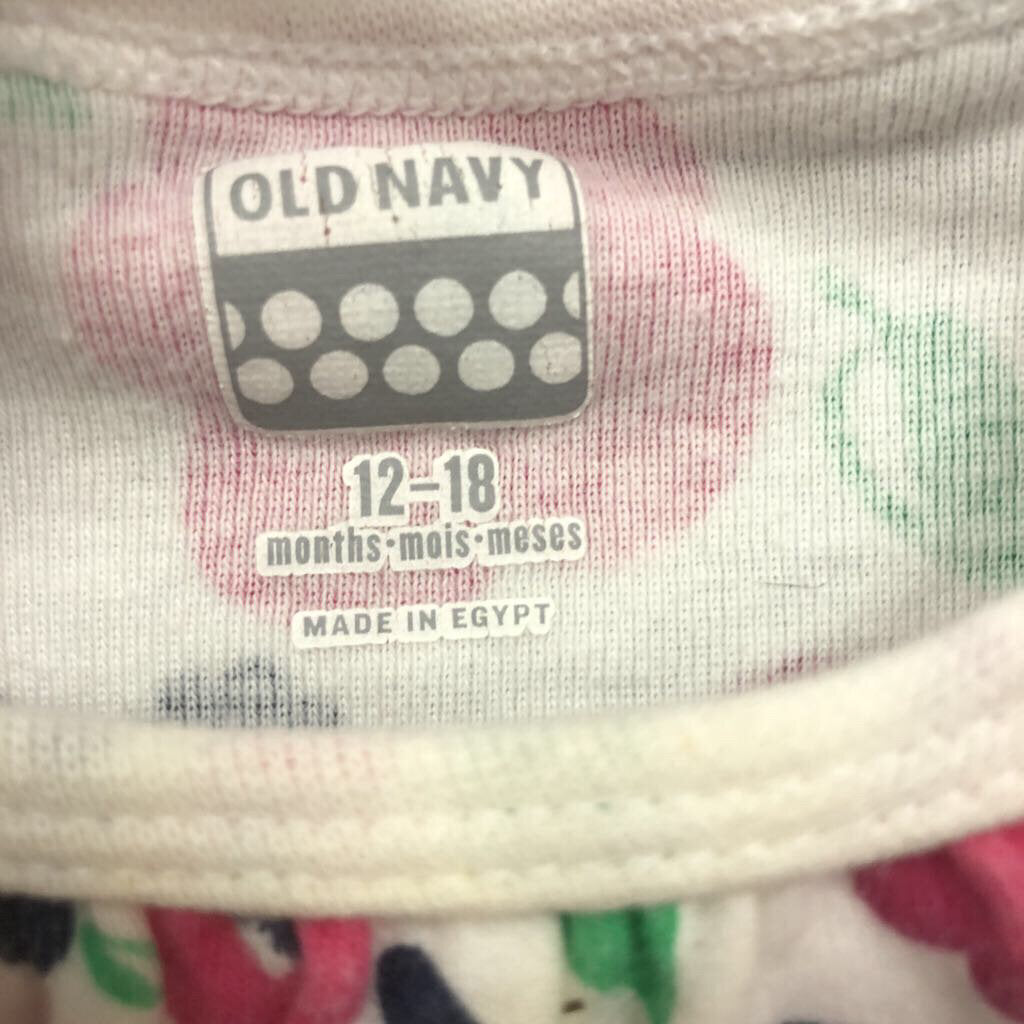 OLD NAVY
12–18
months·mois·meses
MADE IN EGYPT